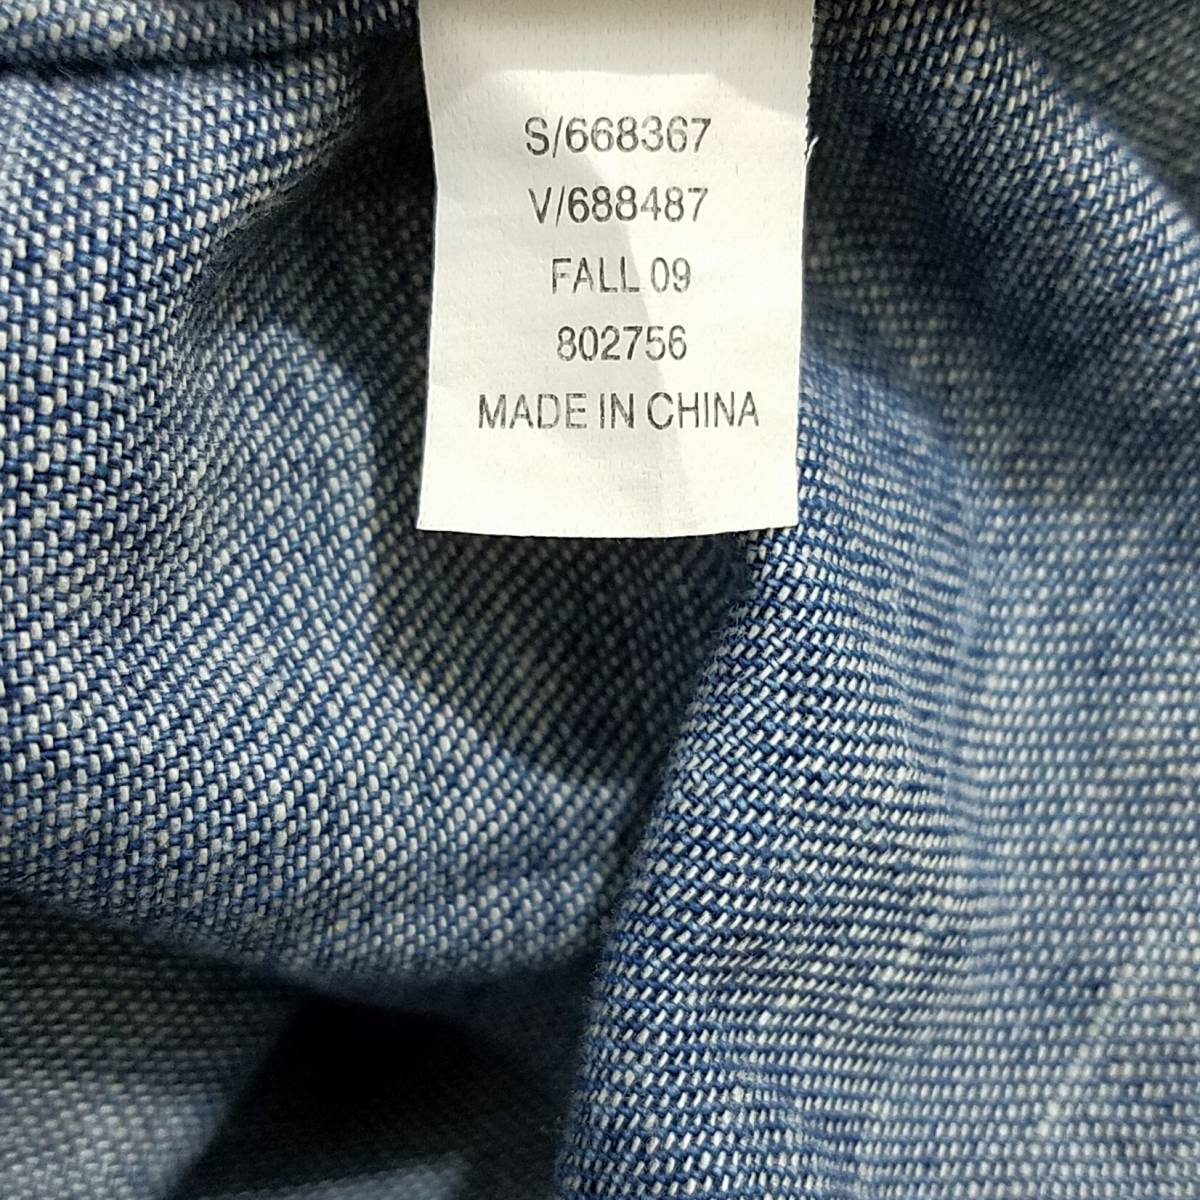 S/668367
V/688487
FALL 09
802756
MADE IN CHINA